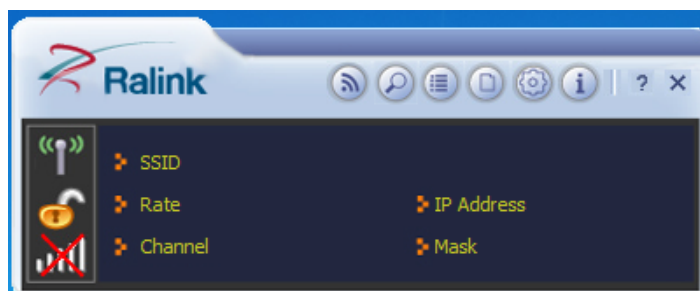 Ralink
? X
SSID
Rate IP Address
Channel Mask